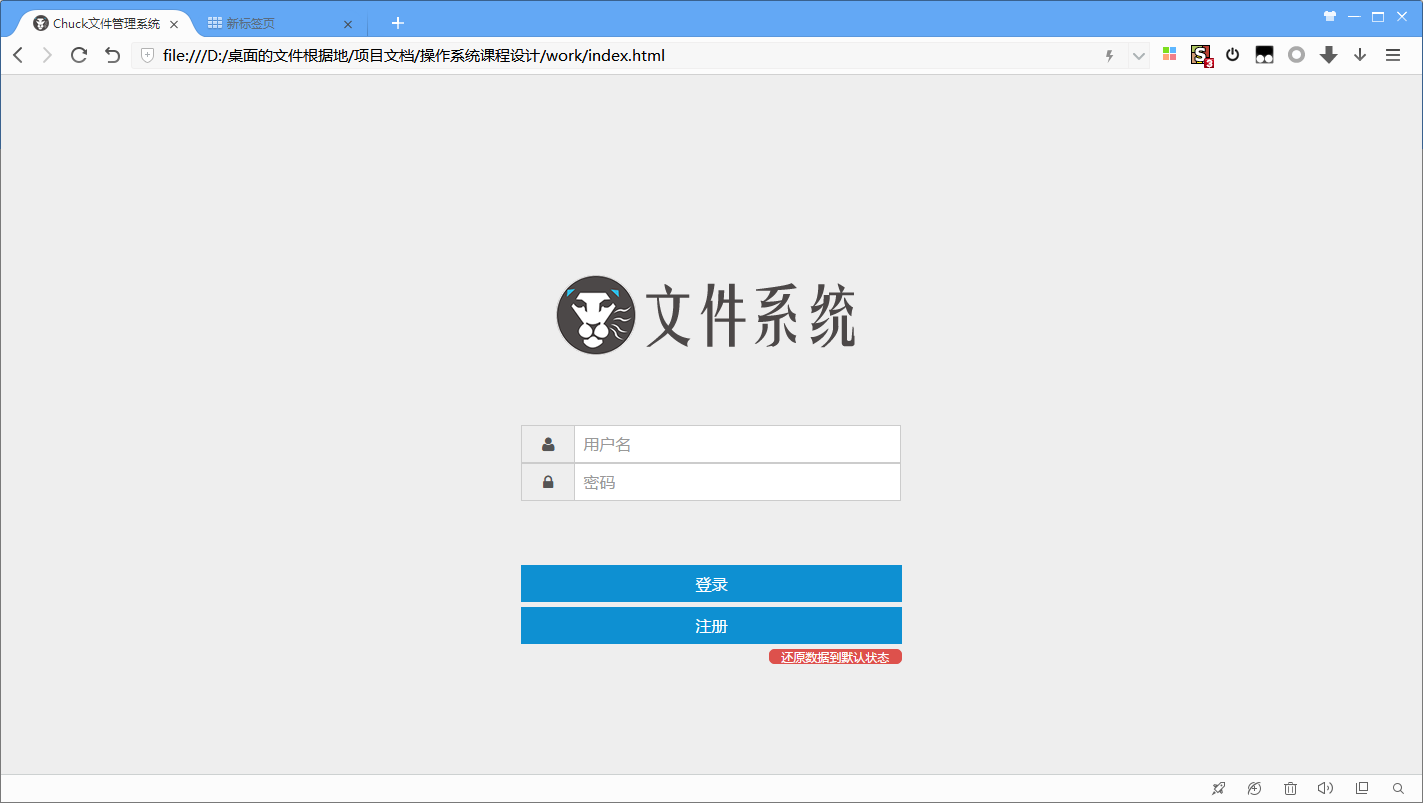 Chuck文件管理系统
新标签页
file:///D:/桌面的文件根据地/项目文档/操作系统课程设计/work/index.html
S
3
文件系统
用户名
密码
登录
注册
还原数据到默认状态